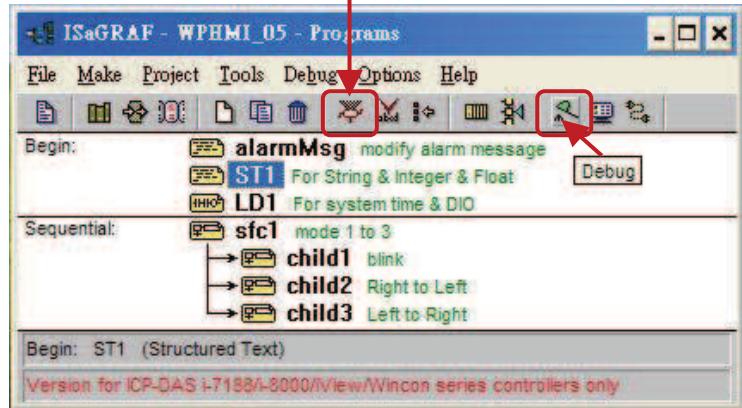 ISaGRAF - WPHMI_05 - Programs
File Make Project Tools Debug Options Help
Begin: alarmMsg modify alarm message
ST1 For String & Integer & Float
Debug
LD1 For system time & DIO
Sequential: sfc1 mode 1 to 3
child1 blink
child2 Right to Left
child3 Left to Right
Begin: ST1 (Structured Text)
Version for ICP-DAS i-7188/i-8000/iView/Wincon series controllers only